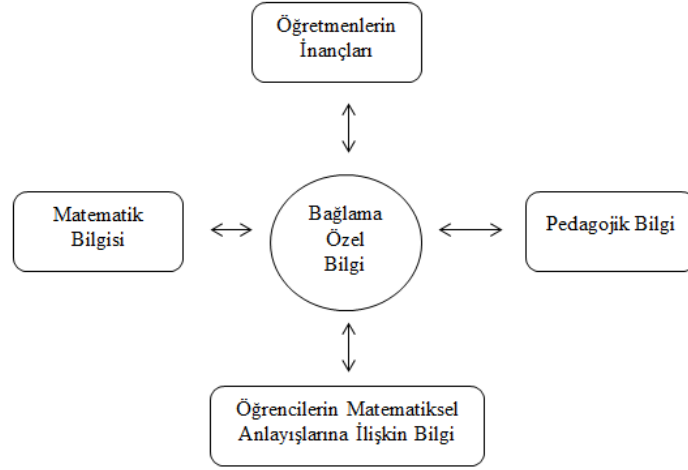 Öğretmenlerin
İnançları
Matematik
Bilgisi
Bağlama
Özel
Bilgi
Pedagojik Bilgi
Öğrencilerin Matematiksel
Anlayışlarına İlişkin Bilgi